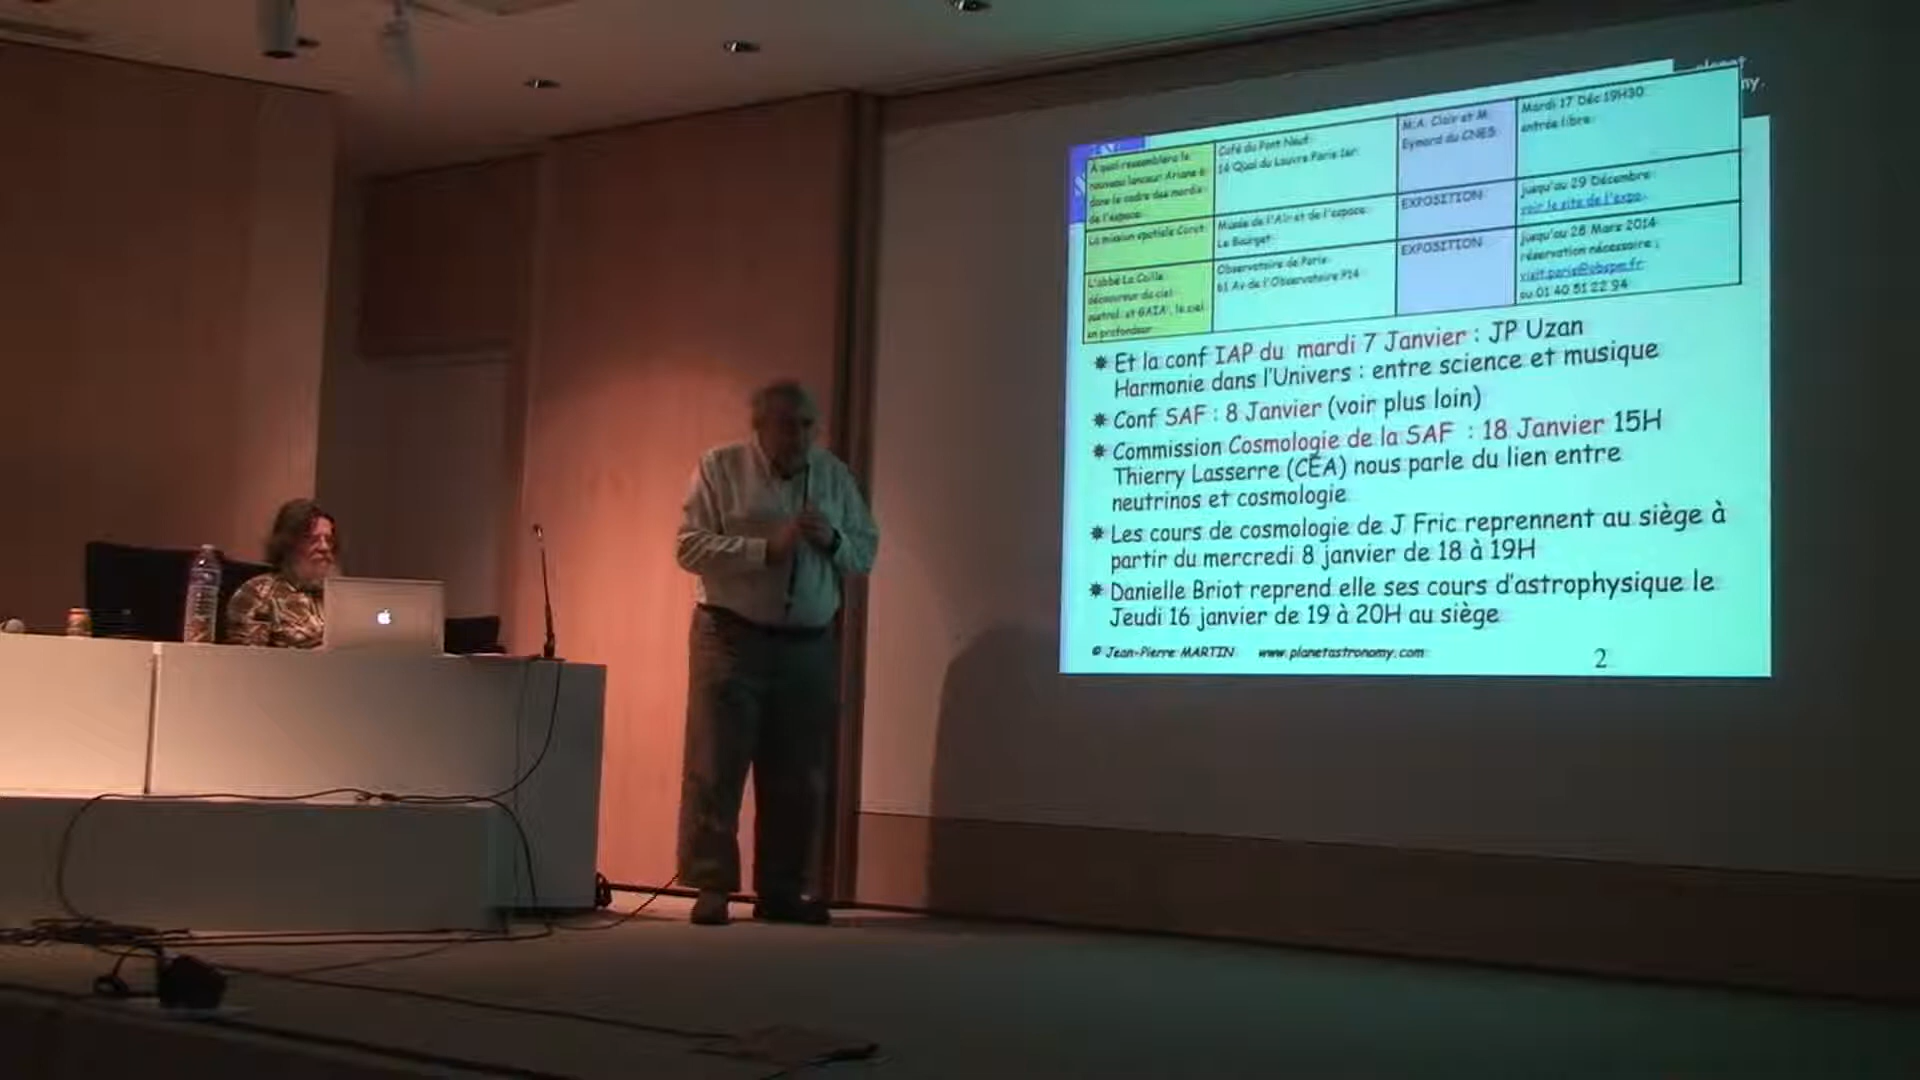 planet
my.
À quoi ressemblera le
nouveau lanceur Ariane 6
dans le cadre des mardis
de l'espace
Café du Pont Neuf
14 Quai du Louvre Paris 1er
M.A. Clair et M.
Eymard du CNES
Mardi 17 Déc 19H30
entrée libre
La mission spatiale Corot
Musée de l'Air et de l'espace
Le Bourget
EXPOSITION
jusqu'au 29 Décembre
voir le site de l'expo
L'abbé La Caille
découvreur du ciel
austral et GAIA, le ciel
en profondeur
Observatoire de Paris
61 Av de l'Observatoire P14
EXPOSITION
jusqu'au 28 Mars 2014
réservation nécessaire ;
visit.paris@obspm.fr
ou 01 40 51 22 94
✷ Et la conf IAP du mardi 7 Janvier : JP Uzan
Harmonie dans l'Univers : entre science et musique
✷ Conf SAF : 8 Janvier (voir plus loin)
✷ Commission Cosmologie de la SAF : 18 Janvier 15H
Thierry Lasserre (CEA) nous parle du lien entre
neutrinos et cosmologie
✷ Les cours de cosmologie de J Fric reprennent au siège à
partir du mercredi 8 janvier de 18 à 19H
✷ Danielle Briot reprend elle ses cours d'astrophysique le
Jeudi 16 janvier de 19 à 20H au siège
© Jean-Pierre MARTIN www.planetastronomy.com
2